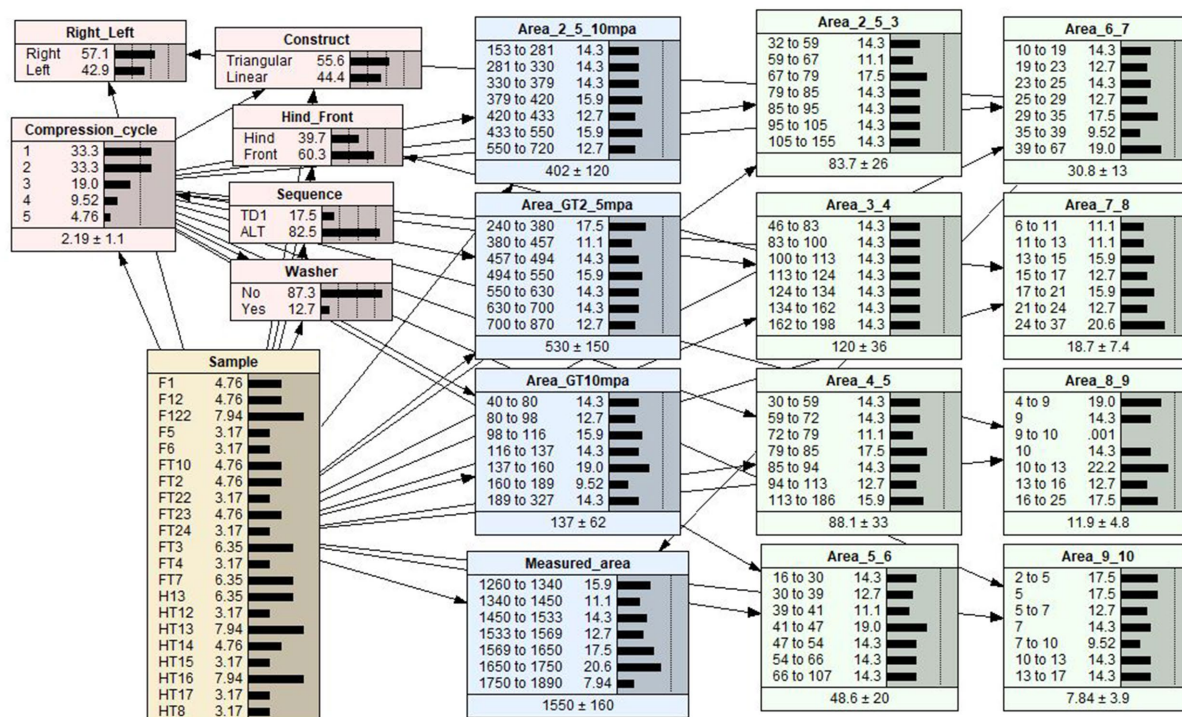 Right_Left
Right 57.1
Left 42.9
Construct
Triangular 55.6
Linear 44.4
Hind_Front
Hind 39.7
Front 60.3
Compression_cycle
1 33.3
2 33.3
3 19.0
4 9.52
5 4.76
2.19 ± 1.1
Sequence
TD1 17.5
ALT 82.5
Washer
No 87.3
Yes 12.7
Sample
F1 4.76
F12 4.76
F122 7.94
F5 3.17
F6 3.17
FT10 4.76
FT2 4.76
FT22 3.17
FT23 4.76
FT24 3.17
FT3 6.35
FT4 3.17
FT7 6.35
H13 6.35
HT12 3.17
HT13 7.94
HT14 4.76
HT15 3.17
HT16 7.94
HT17 3.17
HT8 3.17
Area_2_5_10mpa
153 to 281 14.3
281 to 330 14.3
330 to 379 14.3
379 to 420 15.9
420 to 433 12.7
433 to 550 15.9
550 to 720 12.7
402 ± 120
Area_GT2_5mpa
240 to 380 17.5
380 to 457 11.1
457 to 494 14.3
494 to 550 15.9
550 to 630 14.3
630 to 700 14.3
700 to 870 12.7
530 ± 150
Area_GT10mpa
40 to 80 14.3
80 to 98 12.7
98 to 116 15.9
116 to 137 14.3
137 to 160 19.0
160 to 189 9.52
189 to 327 14.3
137 ± 62
Measured_area
1260 to 1340 15.9
1340 to 1450 11.1
1450 to 1533 14.3
1533 to 1569 12.7
1569 to 1650 17.5
1650 to 1750 20.6
1750 to 1890 7.94
1550 ± 160
Area_2_5_3
32 to 59 14.3
59 to 67 11.1
67 to 79 17.5
79 to 85 14.3
85 to 95 14.3
95 to 105 14.3
105 to 155 14.3
83.7 ± 26
Area_3_4
46 to 83 14.3
83 to 100 14.3
100 to 113 14.3
113 to 124 14.3
124 to 134 14.3
134 to 162 14.3
162 to 198 14.3
120 ± 36
Area_4_5
30 to 59 14.3
59 to 72 14.3
72 to 79 11.1
79 to 85 17.5
85 to 94 14.3
94 to 113 12.7
113 to 186 15.9
88.1 ± 33
Area_5_6
16 to 30 14.3
30 to 39 12.7
39 to 41 11.1
41 to 47 19.0
47 to 54 14.3
54 to 66 14.3
66 to 107 14.3
48.6 ± 20
Area_6_7
10 to 19 14.3
19 to 23 12.7
23 to 25 14.3
25 to 29 12.7
29 to 35 17.5
35 to 39 9.52
39 to 67 19.0
30.8 ± 13
Area_7_8
6 to 11 11.1
11 to 13 11.1
13 to 15 15.9
15 to 17 12.7
17 to 21 15.9
21 to 24 12.7
24 to 37 20.6
18.7 ± 7.4
Area_8_9
4 to 9 19.0
9 14.3
9 to 10 .001
10 14.3
10 to 13 22.2
13 to 16 12.7
16 to 25 17.5
11.9 ± 4.8
Area_9_10
2 to 5 17.5
5 17.5
5 to 7 12.7
7 14.3
7 to 10 9.52
10 to 13 14.3
13 to 17 14.3
7.84 ± 3.9